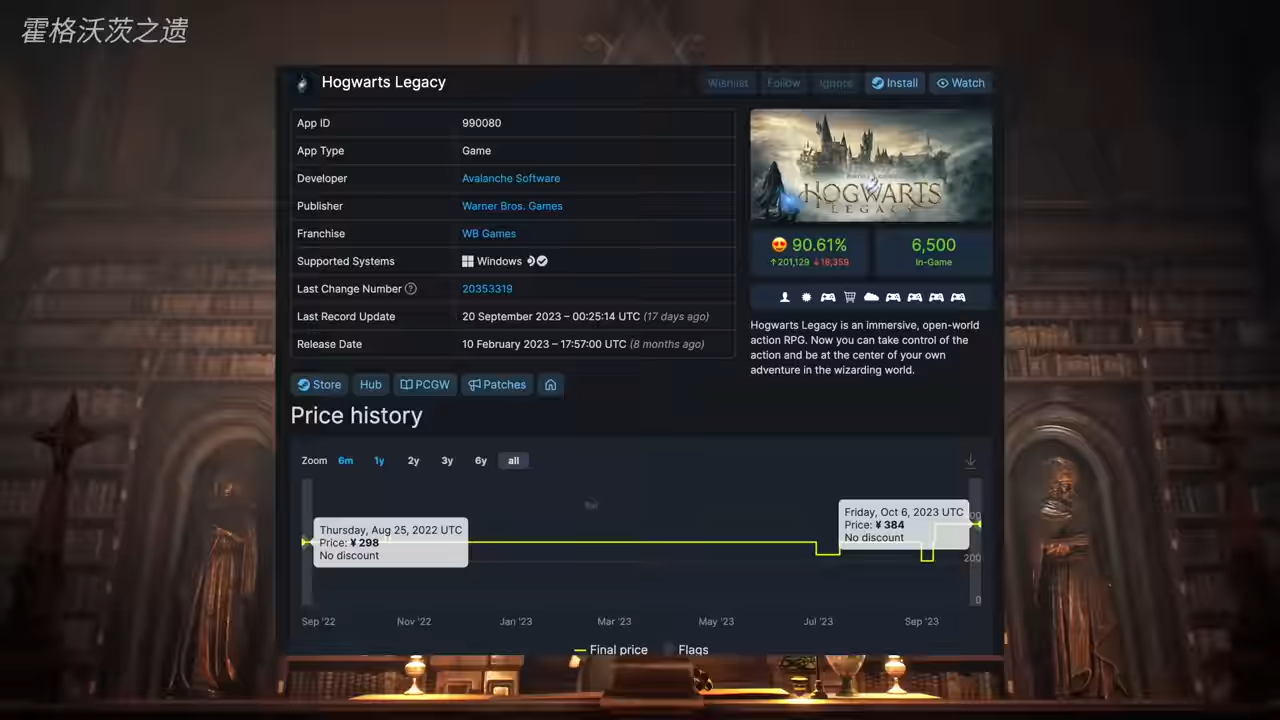 霍格沃茨之遗
Hogwarts Legacy
Wishlist Follow Ignore Install Watch
App ID 990080
App Type Game
Developer Avalanche Software
Publisher Warner Bros. Games
Franchise WB Games
Supported Systems Windows
Last Change Number ? 20353319
Last Record Update 20 September 2023 – 00:25:14 UTC (17 days ago)
Release Date 10 February 2023 – 17:57:00 UTC (8 months ago)
HOGWARTS
LEGACY
90.61% 6,500
↑201,129 ↓18,359 In-Game
Hogwarts Legacy is an immersive, open-world
action RPG. Now you can take control of the
action and be at the center of your own
adventure in the wizarding world.
Store Hub PCGW Patches
Price history
Zoom 6m 1y 2y 3y 6y all
Thursday, Aug 25, 2022 UTC
Price: ¥ 298
No discount
Friday, Oct 6, 2023 UTC
Price: ¥ 384
No discount
200
0
Sep '22 Nov '22 Jan '23 Mar '23 May '23 Jul '23 Sep '23
Final price Flags